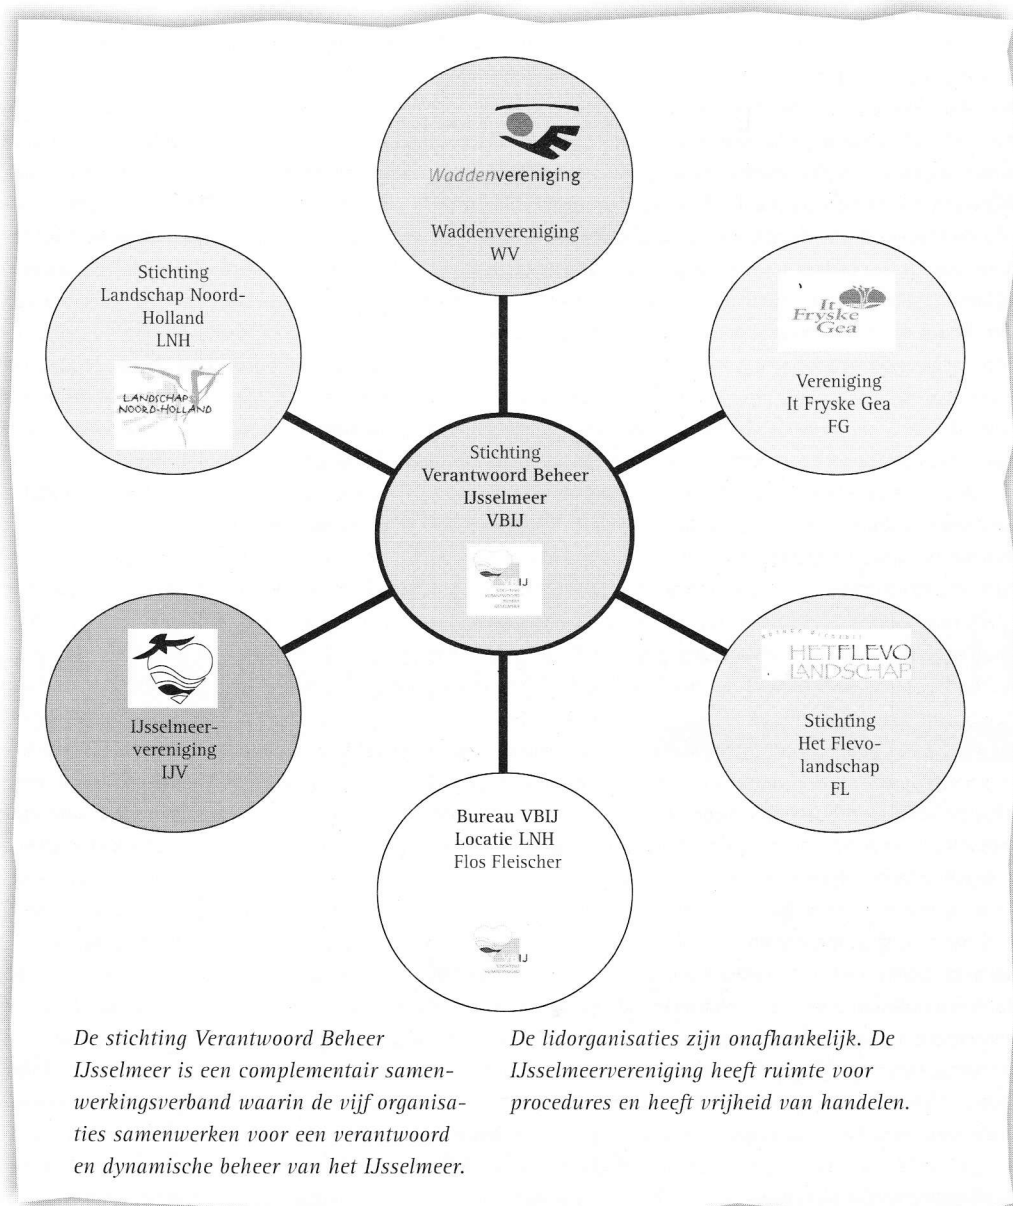 Waddenvereniging
Waddenvereniging
WV
Stichting
Landschap Noord-
Holland
LNH
LANDSCHAP
NOORD-HOLLAND
It
Fryske
Gea
Vereniging
It Fryske Gea
FG
Stichting
Verantwoord Beheer
IJsselmeer
VBIJ
IJ
IJsselmeer-
vereniging
IJV
HET FLEVO
LANDSCHAP
Stichting
Het Flevo-
landschap
FL
Bureau VBIJ
Locatie LNH
Flos Fleischer
IJ
De stichting Verantwoord Beheer
IJsselmeer is een complementair samen-
werkingsverband waarin de vijf organisa-
ties samenwerken voor een verantwoord
en dynamische beheer van het IJsselmeer.
De lidorganisaties zijn onafhankelijk. De
IJsselmeervereniging heeft ruimte voor
procedures en heeft vrijheid van handelen.